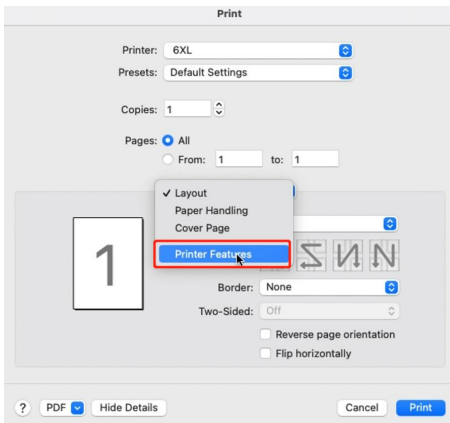 Print
Printer: 6XL
Presets: Default Settings
Copies: 1
Pages: All
From: 1 to: 1
✓ Layout
Paper Handling
Cover Page
Printer Features
1
Border: None
Two-Sided: Off
Reverse page orientation
Flip horizontally
? PDF Hide Details Cancel Print